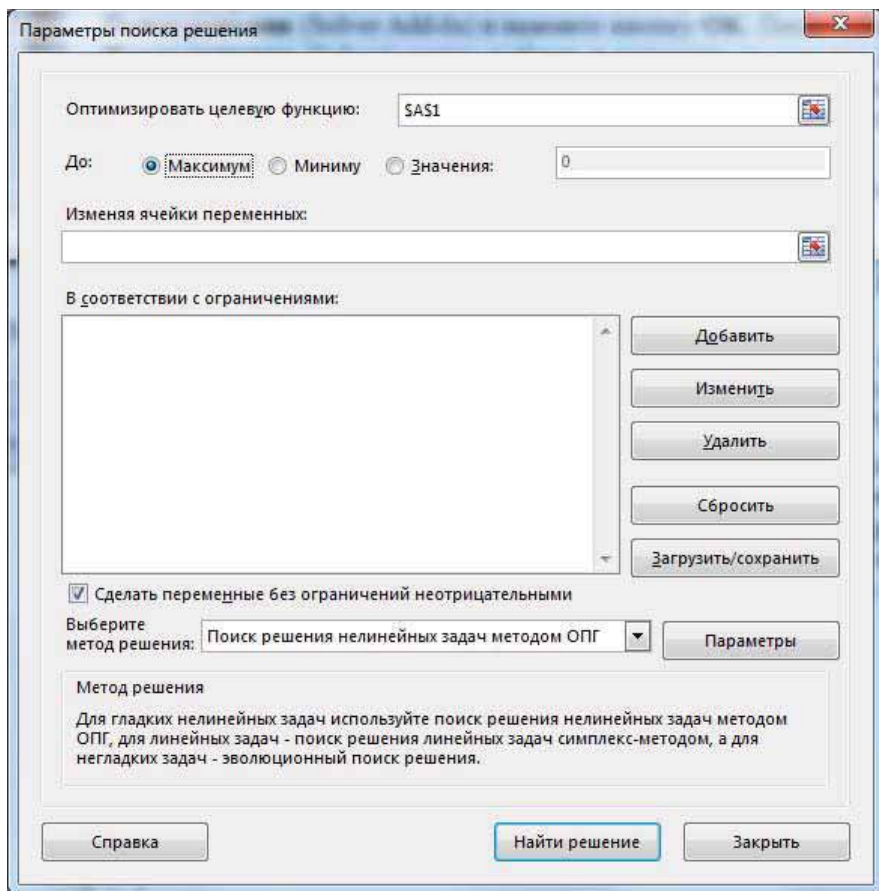 Параметры поиска решения
Оптимизировать целевую функцию: $A$1
До: Максимум Миниму Значения: 0
Изменяя ячейки переменных:
В соответствии с ограничениями:
Добавить
Изменить
Удалить
Сбросить
Загрузить/сохранить
Сделать переменные без ограничений неотрицательными
Выберите
метод решения: Поиск решения нелинейных задач методом ОПГ Параметры
Метод решения
Для гладких нелинейных задач используйте поиск решения нелинейных задач методом
ОПГ, для линейных задач - поиск решения линейных задач симплекс-методом, а для
негладких задач - эволюционный поиск решения.
Справка Найти решение Закрыть